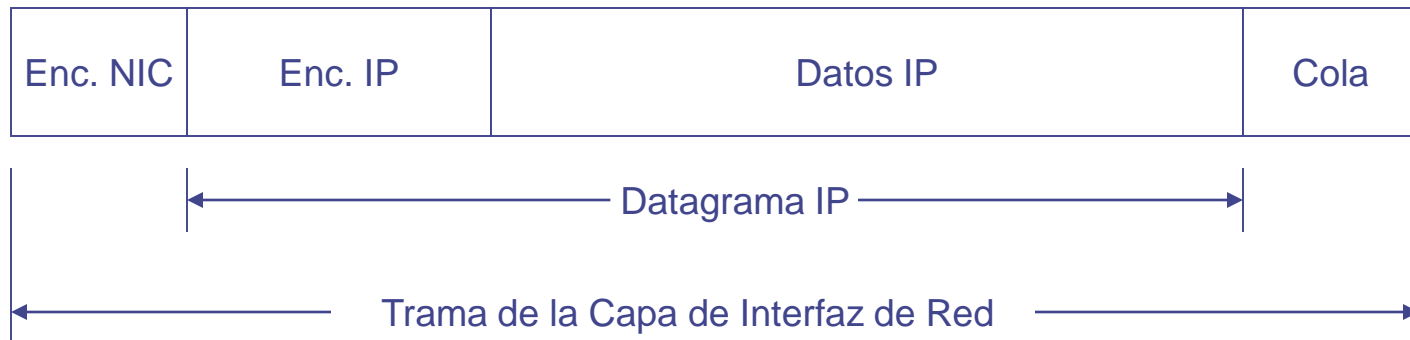 Enc. NIC Enc. IP Datos IP Cola
Datagrama IP
Trama de la Capa de Interfaz de Red